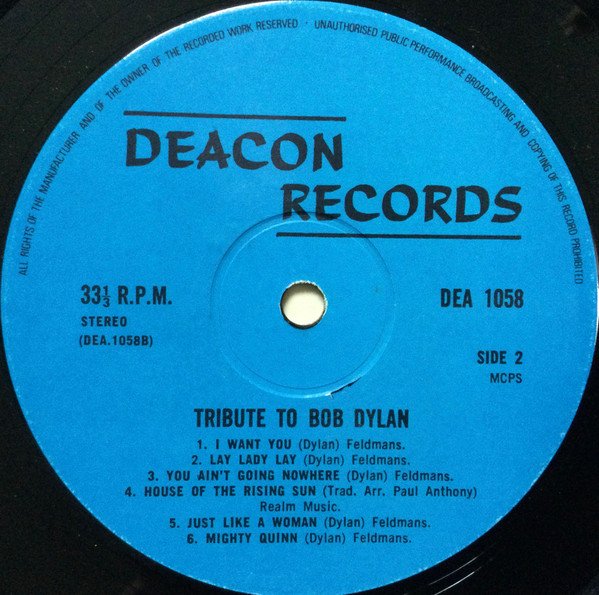 ALL RIGHTS OF THE MANUFACTURER AND OF THE OWNER OF THE RECORDED WORK RESERVED · UNAUTHORISED PUBLIC PERFORMANCE BROADCASTING AND COPYING OF THIS RECORD PROHIBITED
DEACON
RECORDS
33⅓ R.P.M.
DEA 1058
STEREO
(DEA.1058B)
SIDE 2
MCPS
TRIBUTE TO BOB DYLAN
1. I WANT YOU (Dylan) Feldmans.
2. LAY LADY LAY (Dylan) Feldmans.
3. YOU AIN'T GOING NOWHERE (Dylan) Feldmans.
4. HOUSE OF THE RISING SUN (Trad. Arr. Paul Anthony)
Realm Music.
5. JUST LIKE A WOMAN (Dylan) Feldmans.
6. MIGHTY QUINN (Dylan) Feldmans.